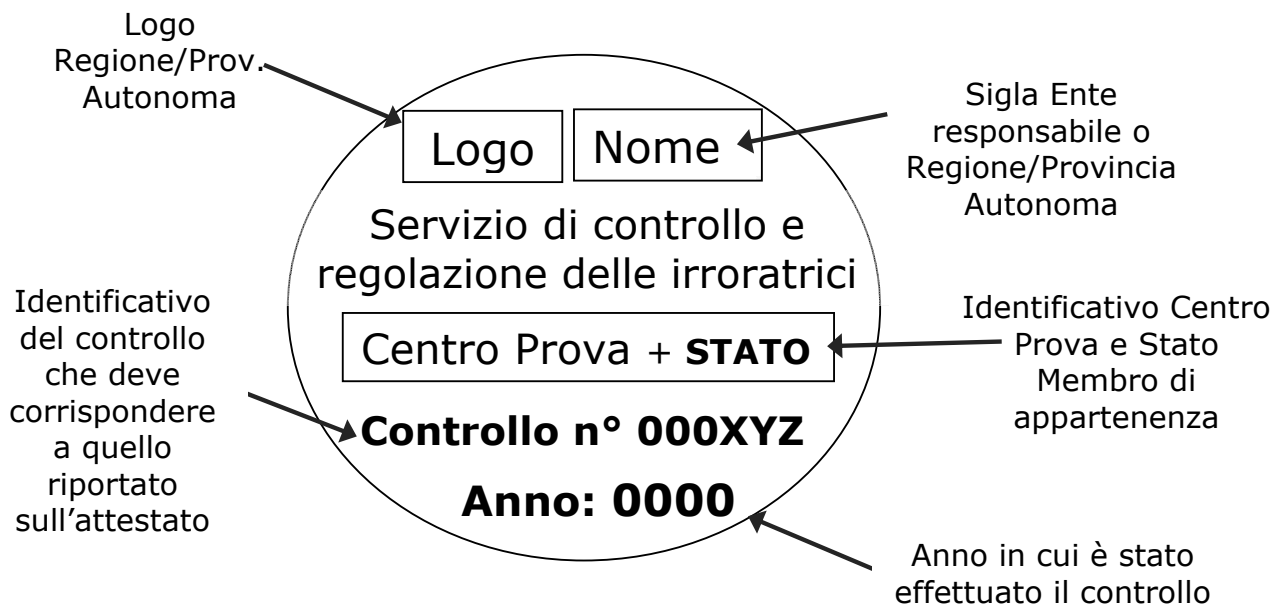 Logo
Regione/Prov.
Autonoma
Logo
Nome
Sigla Ente
responsabile o
Regione/Provincia
Autonoma
Servizio di controllo e
regolazione delle irroratrici
Identificativo
del controllo
che deve
corrispondere
a quello
riportato
sull’attestato
Centro Prova + STATO
Identificativo Centro
Prova e Stato
Membro di
appartenenza
Controllo n° 000XYZ
Anno: 0000
Anno in cui è stato
effettuato il controllo